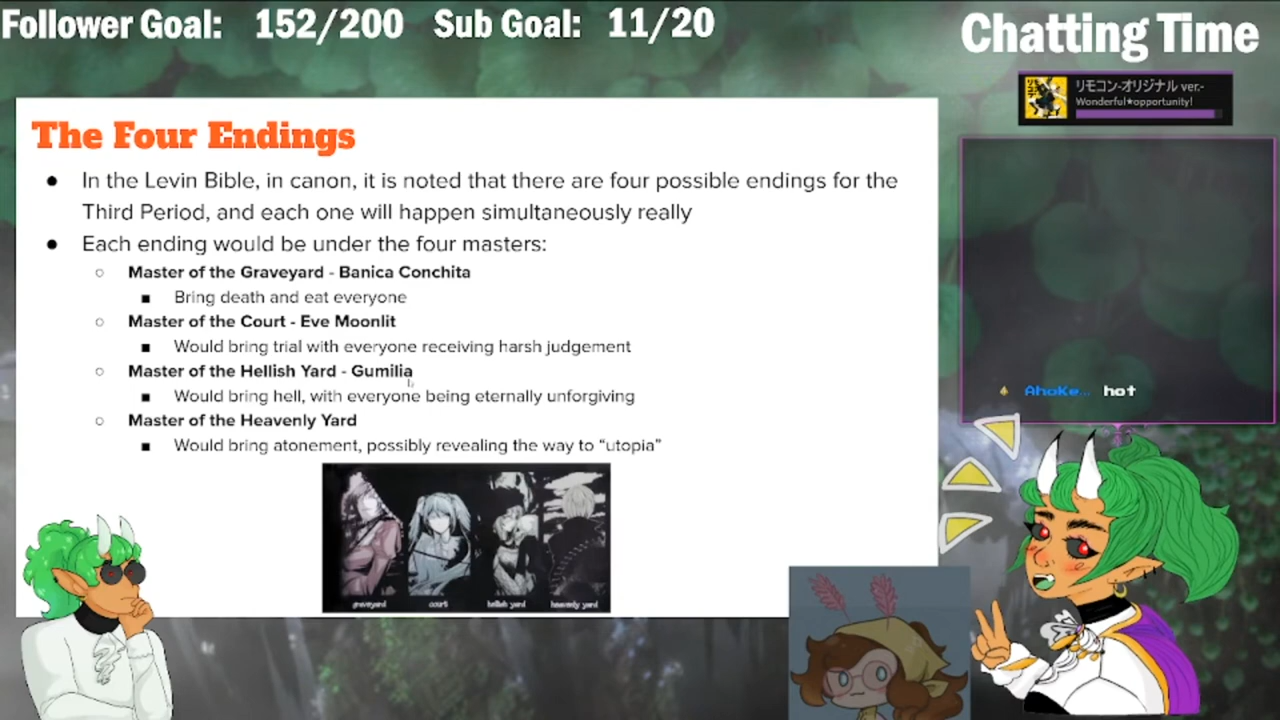 Follower Goal: 152/200 Sub Goal: 11/20
Chatting Time
リモコン-オリジナル ver.-
Wonderful★opportunity!
The Four Endings
● In the Levin Bible, in canon, it is noted that there are four possible endings for the
Third Period, and each one will happen simultaneously really
● Each ending would be under the four masters:
○ Master of the Graveyard - Banica Conchita
■ Bring death and eat everyone
○ Master of the Court - Eve Moonlit
■ Would bring trial with everyone receiving harsh judgement
○ Master of the Hellish Yard - Gumilia
■ Would bring hell, with everyone being eternally unforgiving
○ Master of the Heavenly Yard
■ Would bring atonement, possibly revealing the way to “utopia”
graveyard court hellish yard heavenly yard
AhoKe... hot